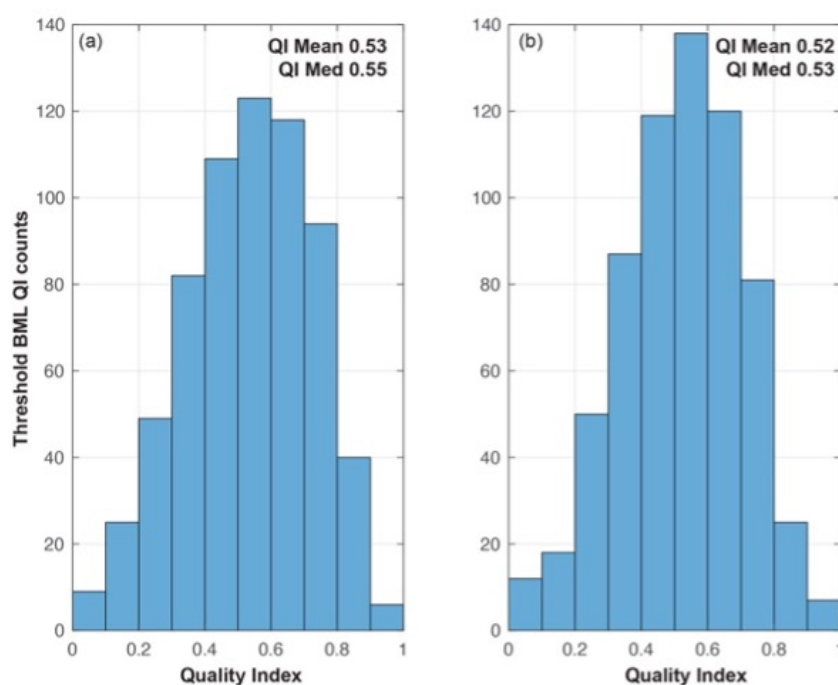 (a)
QI Mean 0.53
QI Med 0.55
140
120
100
80
60
40
20
0
Threshold BML QI counts
0 0.2 0.4 0.6 0.8 1
Quality Index
(b)
QI Mean 0.52
QI Med 0.53
140
120
100
80
60
40
20
0
0 0.2 0.4 0.6 0.8 1
Quality Index